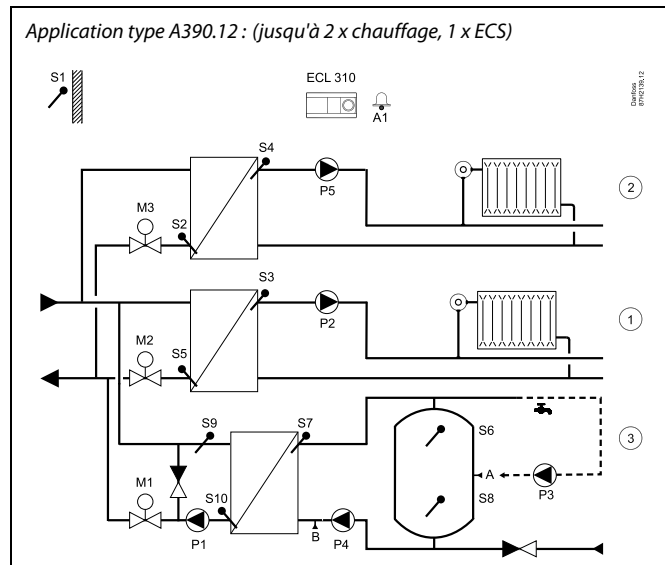 Application type A390.12 : (jusqu'à 2 x chauffage, 1 x ECS)
S1
ECL 310
A1
Danfoss
87H2139.12
S4
P5
M3
S2
2
S3
P2
M2
S5
1
S9
S7
S6
3
A
P3
S8
M1
S10
P1
B
P4